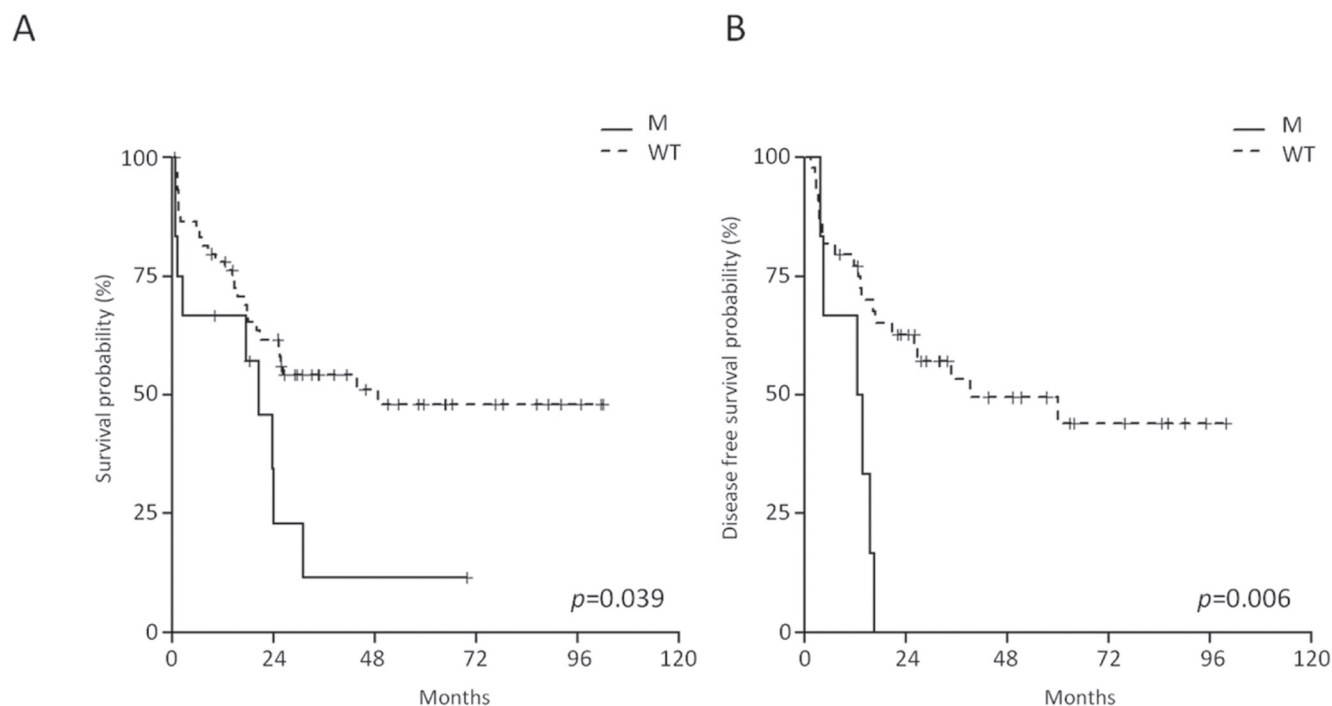 A
M
WT
100
75
50
25
0
Survival probability (%)
p=0.039
0 24 48 72 96 120
Months
B
M
WT
100
75
50
25
0
Disease free survival probability (%)
p=0.006
0 24 48 72 96 120
Months